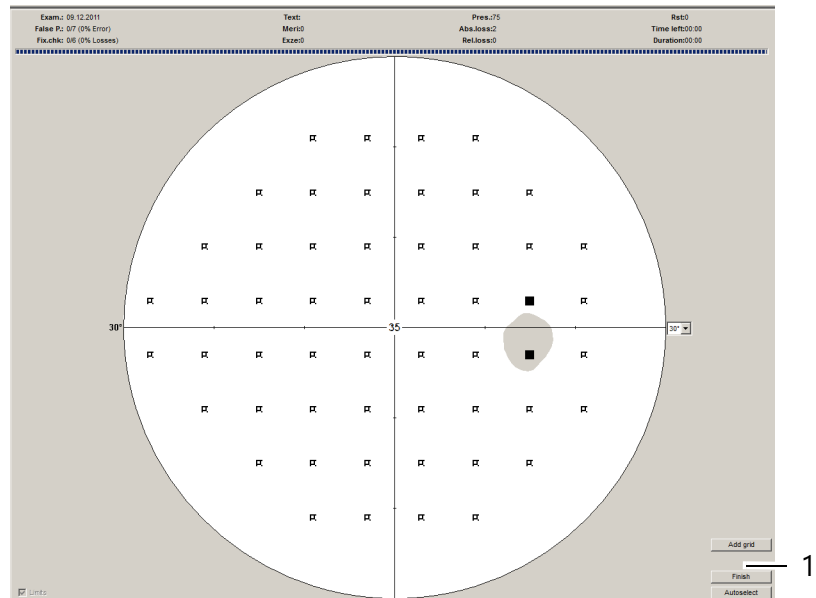 Exam.: 09.12.2011 Text: Pres.:75 Rst:0
False P.: 0/7 (0% Error) Meri:0 Abs.loss:2 Time left:00:00
Fix.chk: 0/6 (0% Losses) Exze:0 Rel.loss:0 Duration:00:00
30° 35 30°
Add grid
1
Finish
Limits Autoselect